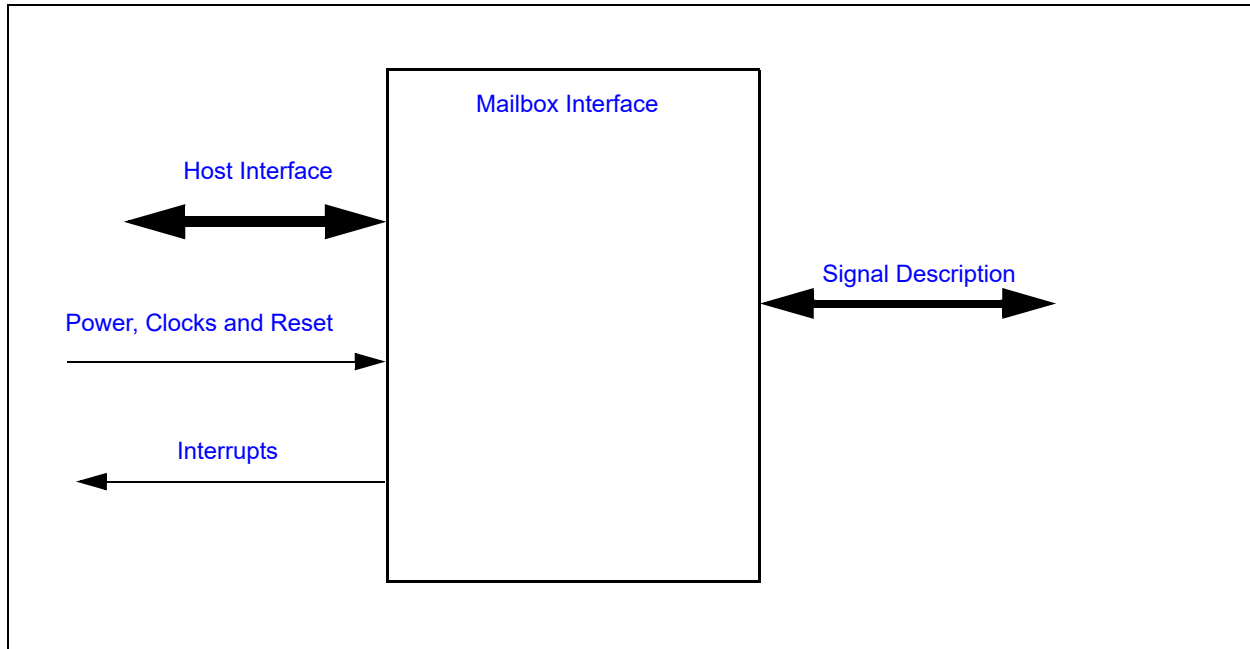 Mailbox Interface
Host Interface
Signal Description
Power, Clocks and Reset
Interrupts